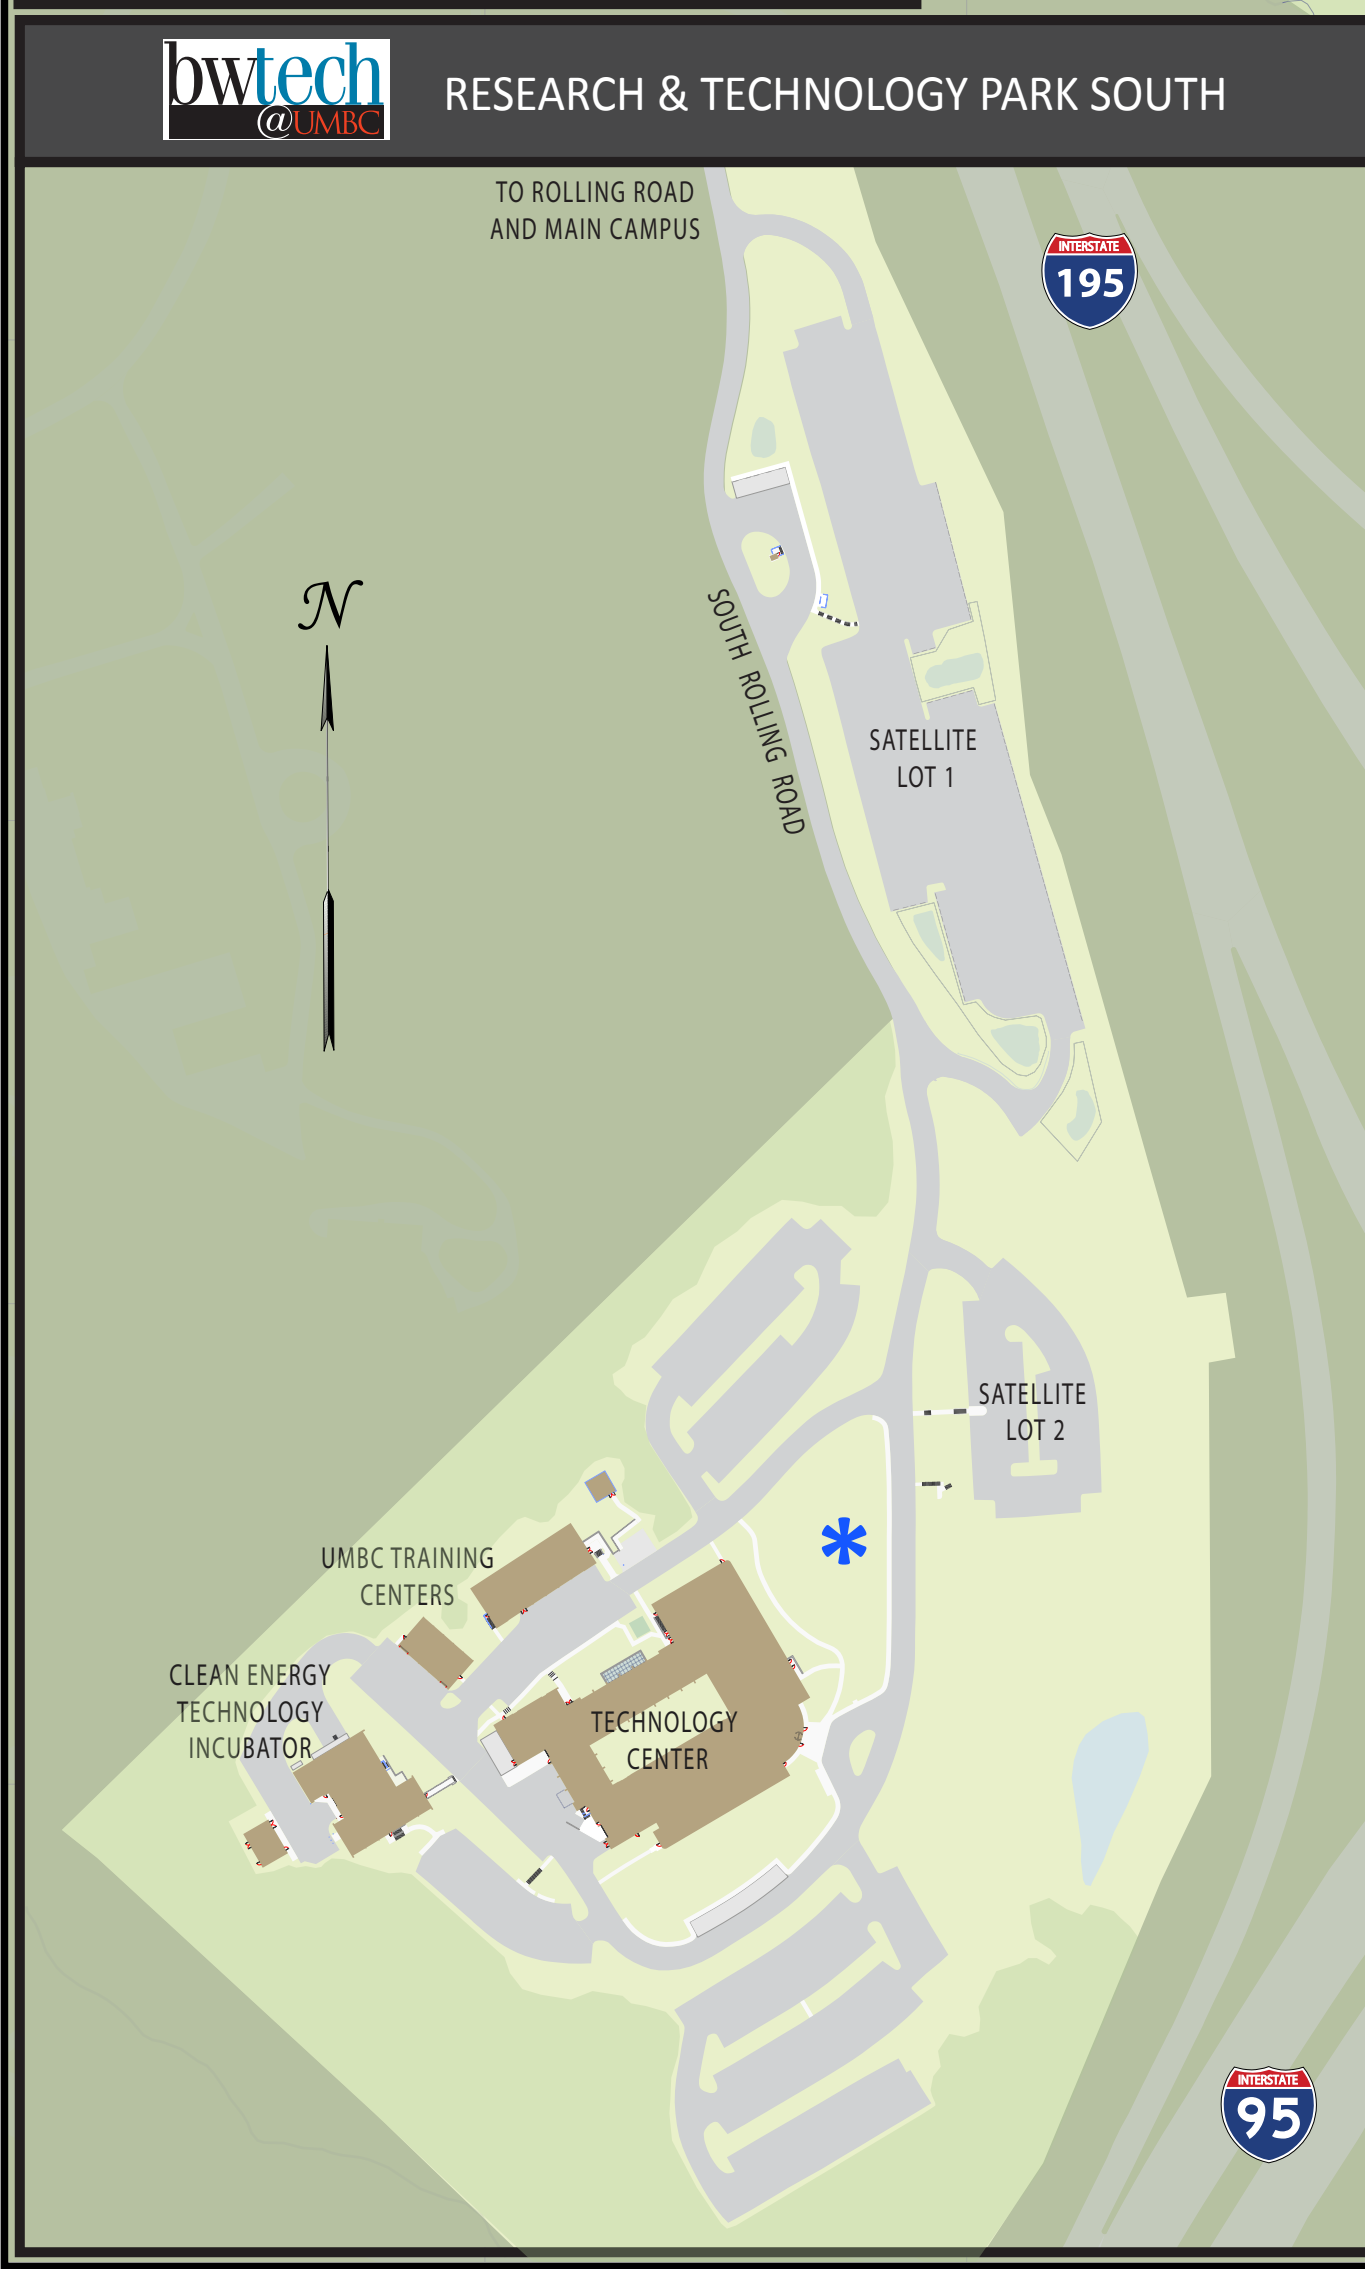 bwtech
@UMBC
RESEARCH & TECHNOLOGY PARK SOUTH
TO ROLLING ROAD
AND MAIN CAMPUS
INTERSTATE
195
N
SOUTH ROLLING ROAD
SATELLITE
LOT 1
SATELLITE
LOT 2
*
UMBC TRAINING
CENTERS
CLEAN ENERGY
TECHNOLOGY
INCUBATOR
TECHNOLOGY
CENTER
INTERSTATE
95